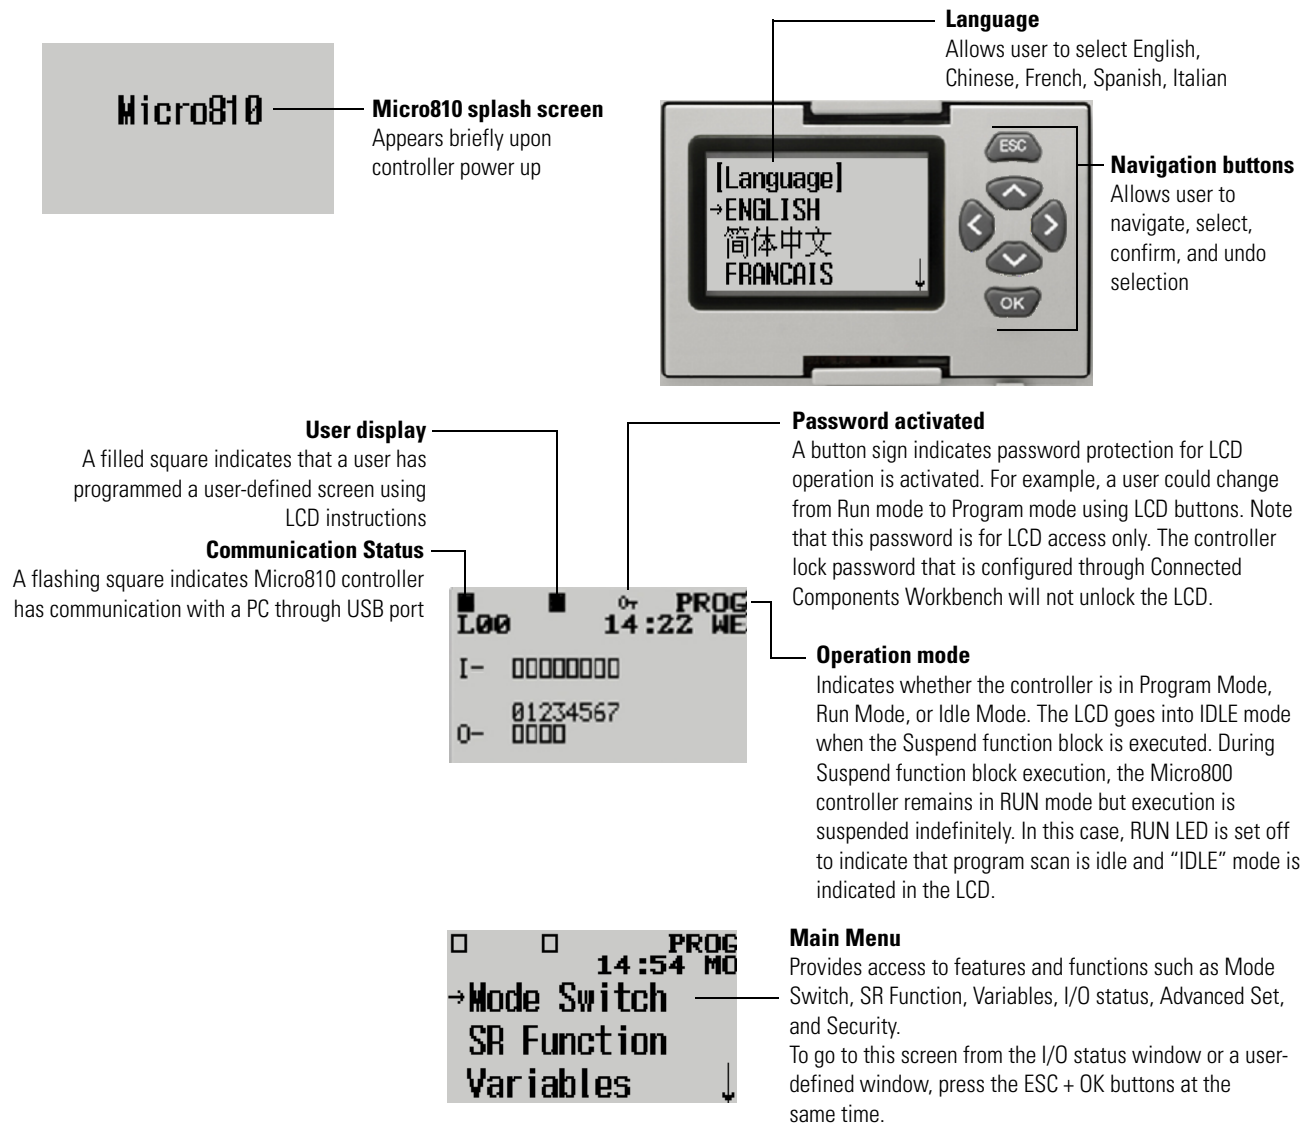 Micro810
Micro810 splash screen
Appears briefly upon
controller power up
Language
Allows user to select English,
Chinese, French, Spanish, Italian
[Language]
→ENGLISH
简体中文
FRANCAIS
ESC
OK
Navigation buttons
Allows user to
navigate, select,
confirm, and undo
selection
User display
A filled square indicates that a user has
programmed a user-defined screen using
LCD instructions
Communication Status
A flashing square indicates Micro810 controller
has communication with a PC through USB port
Password activated
A button sign indicates password protection for LCD
operation is activated. For example, a user could change
from Run mode to Program mode using LCD buttons. Note
that this password is for LCD access only. The controller
lock password that is configured through Connected
Components Workbench will not unlock the LCD.
PROG
L00 14:22 WE
I-
01234567
O-
Operation mode
Indicates whether the controller is in Program Mode,
Run Mode, or Idle Mode. The LCD goes into IDLE mode
when the Suspend function block is executed. During
Suspend function block execution, the Micro800
controller remains in RUN mode but execution is
suspended indefinitely. In this case, RUN LED is set off
to indicate that program scan is idle and “IDLE” mode is
indicated in the LCD.
PROG
14:54 MO
→Mode Switch
SR Function
Variables
Main Menu
Provides access to features and functions such as Mode
Switch, SR Function, Variables, I/O status, Advanced Set,
and Security.
To go to this screen from the I/O status window or a user-
defined window, press the ESC + OK buttons at the
same time.